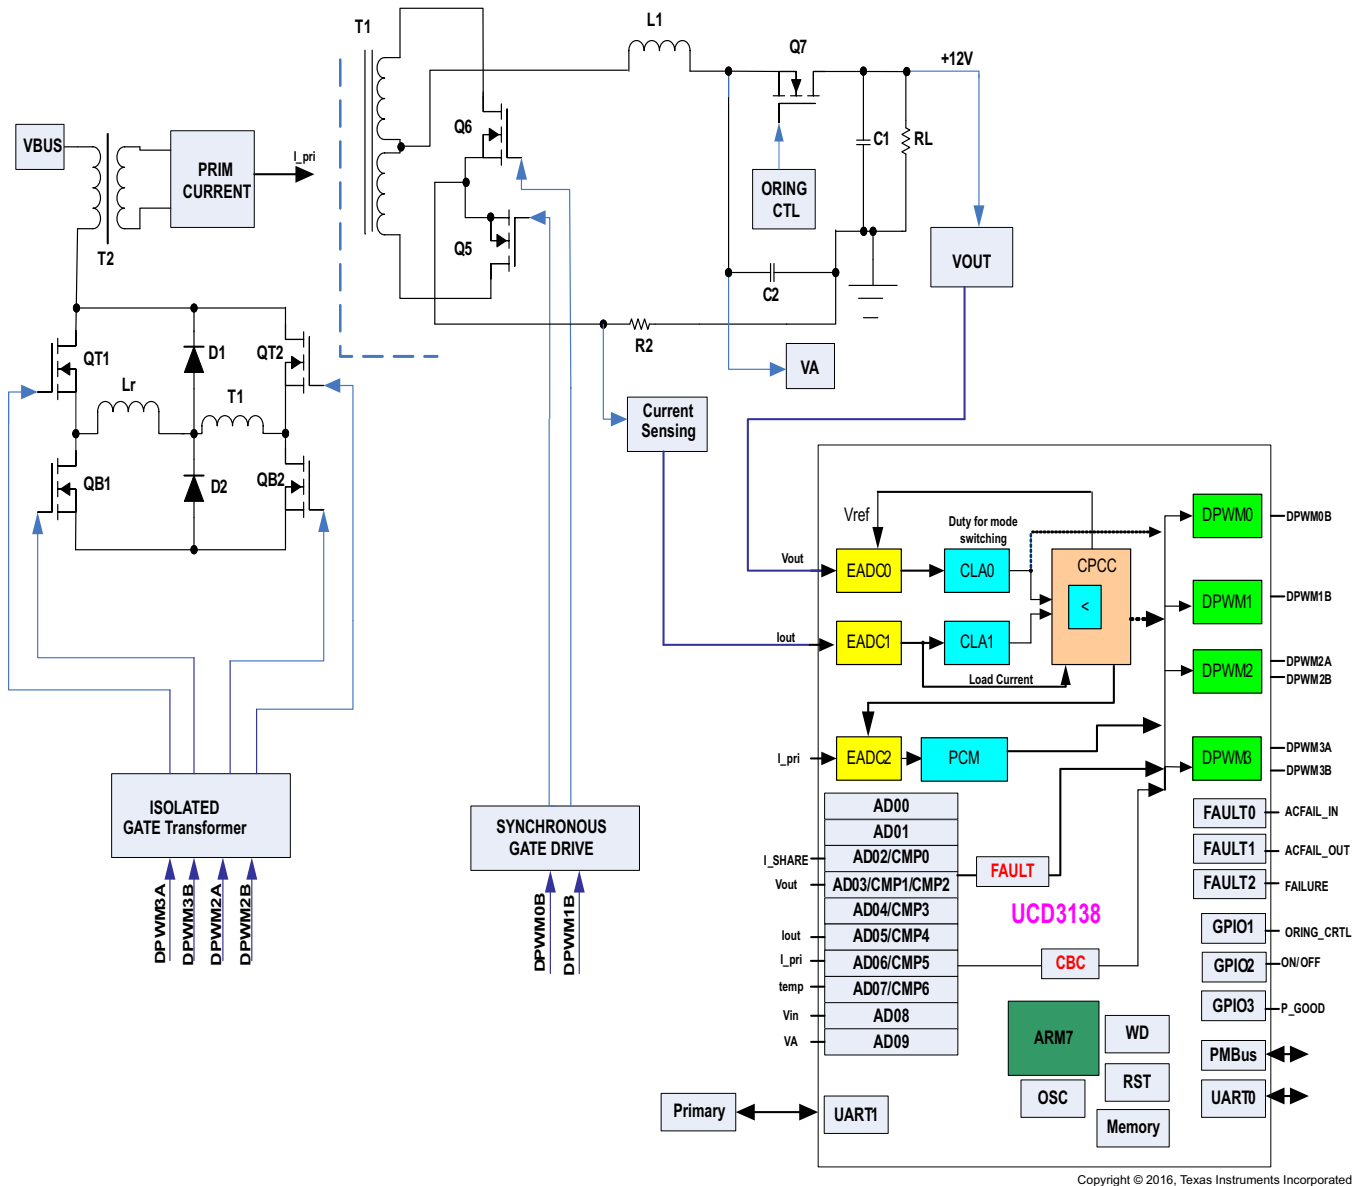 T1
L1
Q7
+12V
Q6
C1
RL
VBUS
PRIM
CURRENT
I_pri
ORING
CTL
T2
Q5
VOUT
C2
R2
VA
QT1
D1
QT2
Lr
T1
Current
Sensing
QB1
D2
QB2
Vref
Duty for mode
switching
DPWM0
DPWM0B
Vout
EADC0
CLA0
CPCC
<
DPWM1
DPWM1B
Iout
EADC1
CLA1
Load Current
DPWM2
DPWM2A
DPWM2B
I_pri
EADC2
PCM
DPWM3
DPWM3A
DPWM3B
ISOLATED
GATE Transformer
SYNCHRONOUS
GATE DRIVE
DPWM3A
DPWM3B
DPWM2A
DPWM2B
DPWM0B
DPWM1B
AD00
AD01
I_SHARE
AD02/CMP0
Vout
AD03/CMP1/CMP2
AD04/CMP3
Iout
AD05/CMP4
I_pri
AD06/CMP5
temp
AD07/CMP6
Vin
AD08
VA
AD09
FAULT
UCD3138
CBC
FAULT0
ACFAIL_IN
FAULT1
ACFAIL_OUT
FAULT2
FAILURE
GPIO1
ORING_CRTL
GPIO2
ON/OFF
GPIO3
P_GOOD
ARM7
WD
PMBus
OSC
RST
UART0
Primary
UART1
Memory
Copyright © 2016, Texas Instruments Incorporated